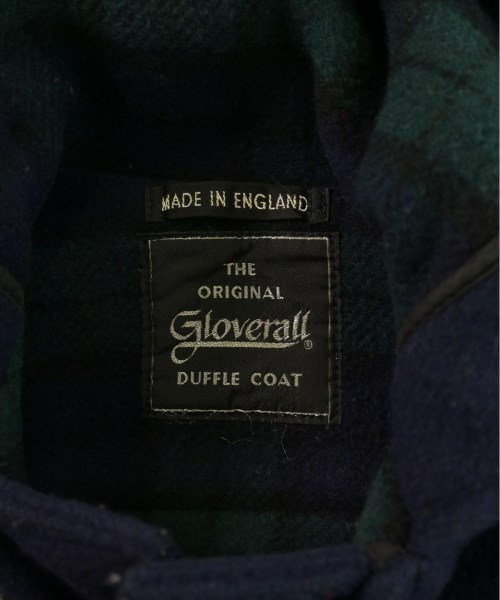 MADE IN ENGLAND
THE
ORIGINAL
Gloverall®
DUFFLE COAT